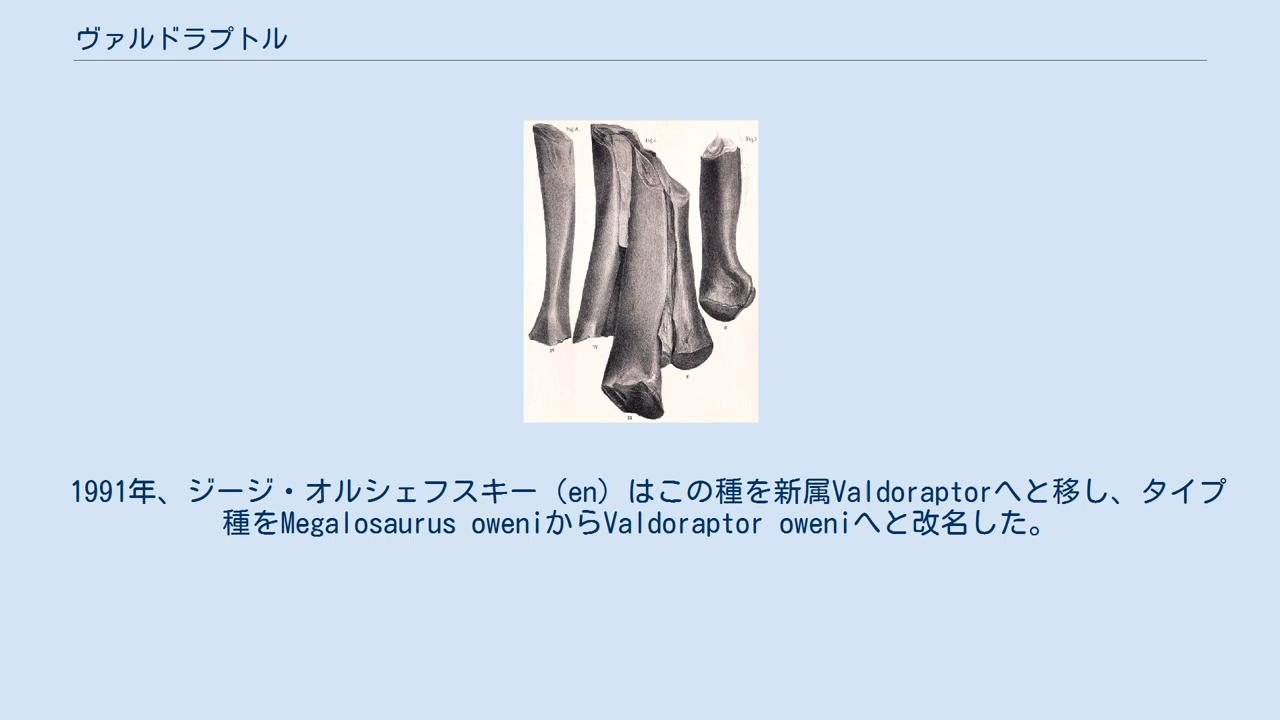 ヴァルドラプトル
Fig. 2.
1991年、ジージ・オルシェフスキー（en）はこの種を新属Valdoraptorへと移し、タイプ
種をMegalosaurus oweniからValdoraptor oweniへと改名した。